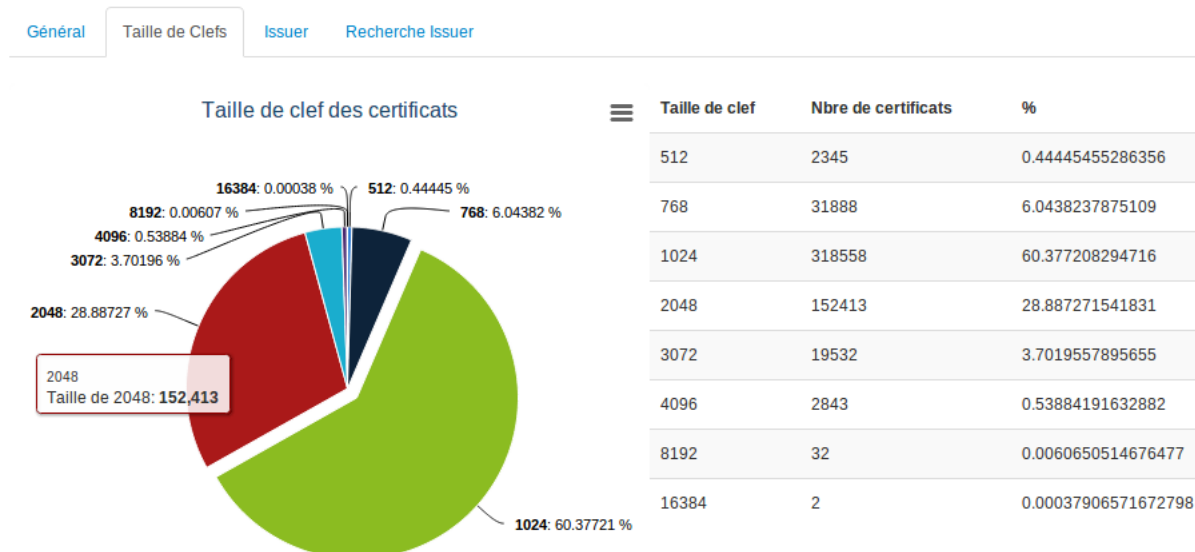 Général Taille de Clefs Issuer Recherche Issuer
Taille de clef des certificats
16384: 0.00038 %
512: 0.44445 %
8192: 0.00607 %
768: 6.04382 %
4096: 0.53884 %
3072: 3.70196 %
2048: 28.88727 %
2048
Taille de 2048: 152,413
1024: 60.37721 %
Taille de clef Nbre de certificats %
512 2345 0.44445455286356
768 31888 6.0438237875109
1024 318558 60.377208294716
2048 152413 28.887271541831
3072 19532 3.7019557895655
4096 2843 0.53884191632882
8192 32 0.0060650514676477
16384 2 0.00037906571672798